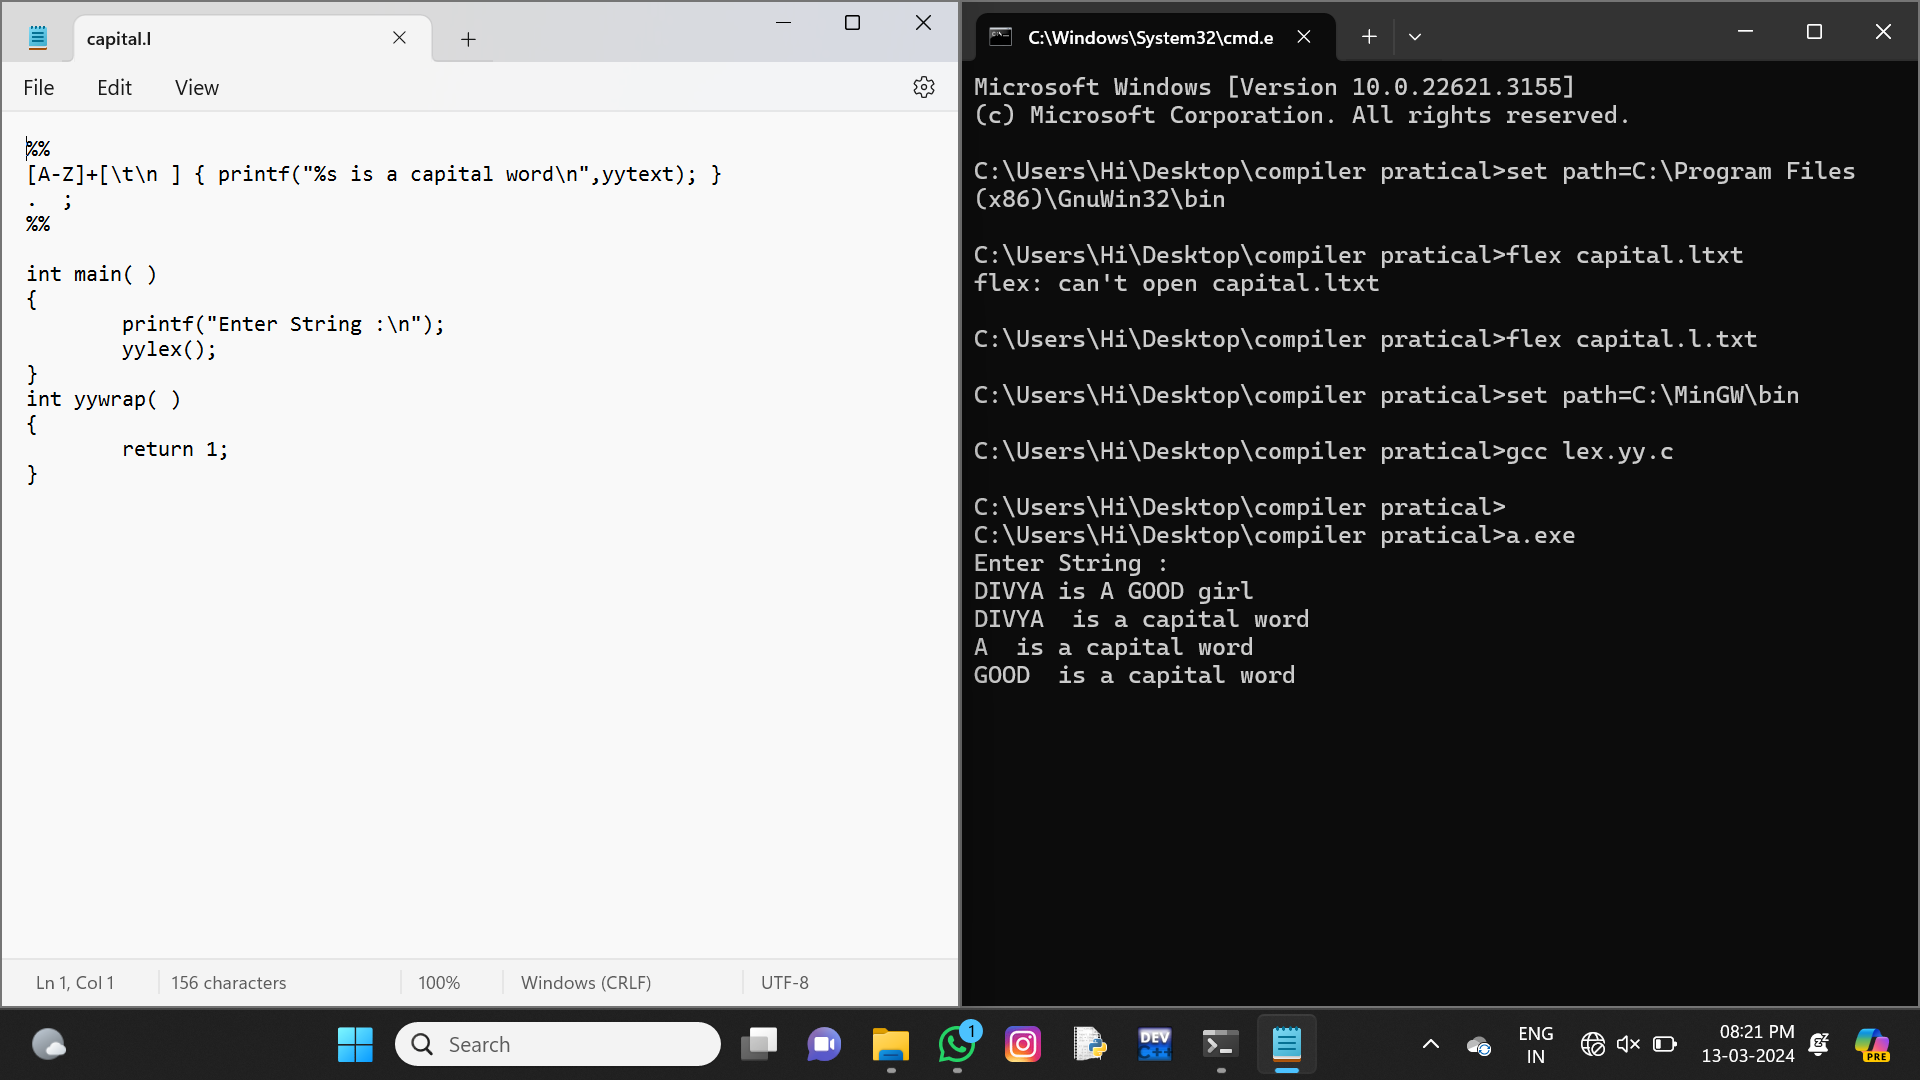 capital.l
File Edit View
%%
[A-Z]+[\t\n ] { printf("%s is a capital word\n",yytext); }
.  ;
%%
int main( )
{
        printf("Enter String :\n");
        yylex();
}
int yywrap( )
{
        return 1;
}
Ln 1, Col 1 156 characters 100% Windows (CRLF) UTF-8
C:\Windows\System32\cmd.e
Microsoft Windows [Version 10.0.22621.3155]
(c) Microsoft Corporation. All rights reserved.
C:\Users\Hi\Desktop\compiler pratical>set path=C:\Program Files
(x86)\GnuWin32\bin
C:\Users\Hi\Desktop\compiler pratical>flex capital.ltxt
flex: can't open capital.ltxt
C:\Users\Hi\Desktop\compiler pratical>flex capital.l.txt
C:\Users\Hi\Desktop\compiler pratical>set path=C:\MinGW\bin
C:\Users\Hi\Desktop\compiler pratical>gcc lex.yy.c
C:\Users\Hi\Desktop\compiler pratical>
C:\Users\Hi\Desktop\compiler pratical>a.exe
Enter String :
DIVYA is A GOOD girl
DIVYA  is a capital word
A  is a capital word
GOOD  is a capital word
Search
1
DEV
C++
ENG
IN
08:21 PM
13-03-2024
PRE